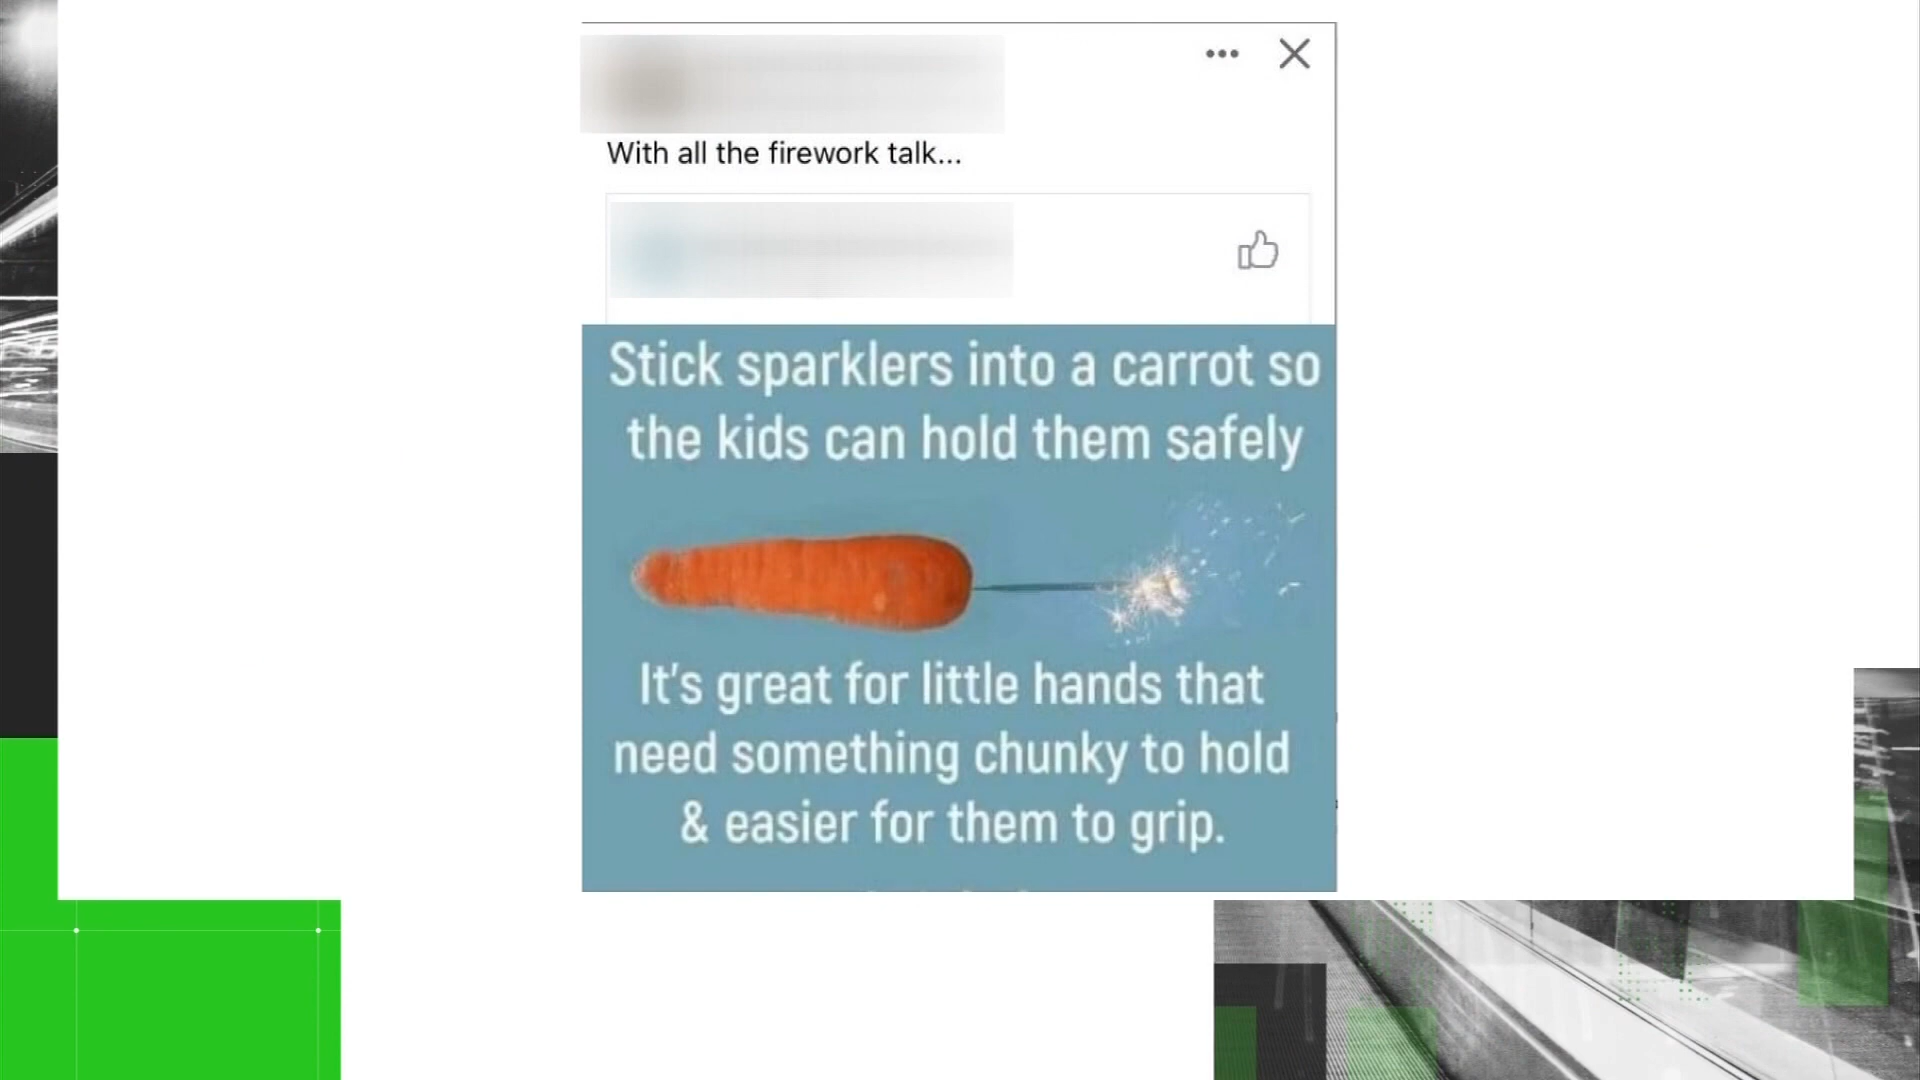 With all the firework talk...
Stick sparklers into a carrot so
the kids can hold them safely
It's great for little hands that
need something chunky to hold
& easier for them to grip.